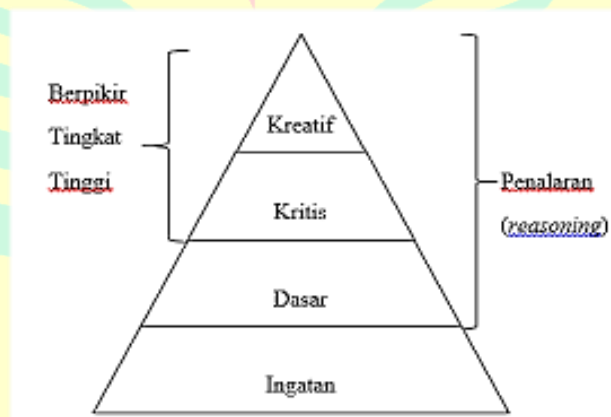 Berpikir
Tingkat
Tinggi
Kreatif
Kritis
Dasar
Ingatan
Penalaran
(reasoning)